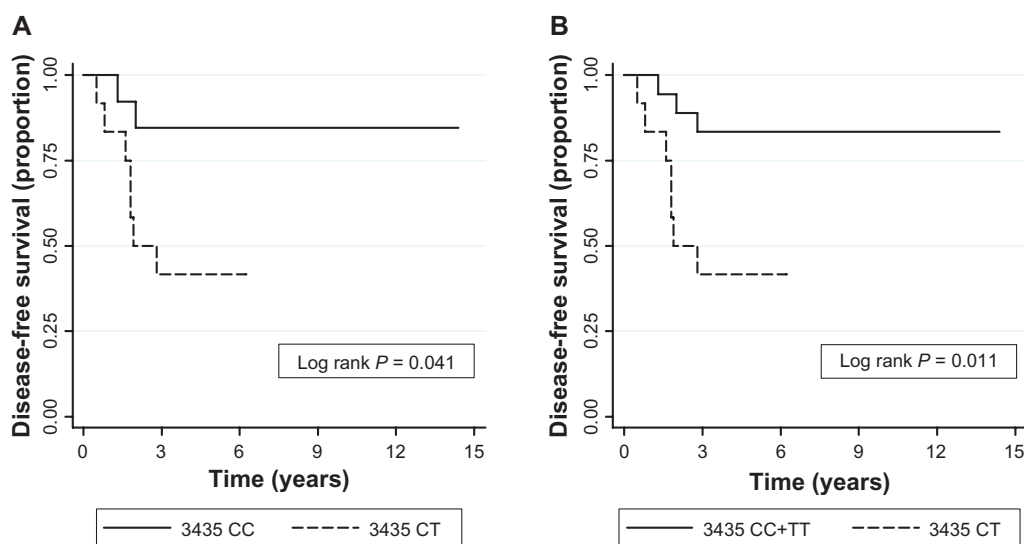 A
Disease-free survival (proportion)
1.00
0.75
0.50
0.25
0.00
Log rank P = 0.041
0 3 6 9 12 15
Time (years)
3435 CC 3435 CT
B
Disease-free survival (proportion)
1.00
0.75
0.50
0.25
0.00
Log rank P = 0.011
0 3 6 9 12 15
Time (years)
3435 CC+TT 3435 CT